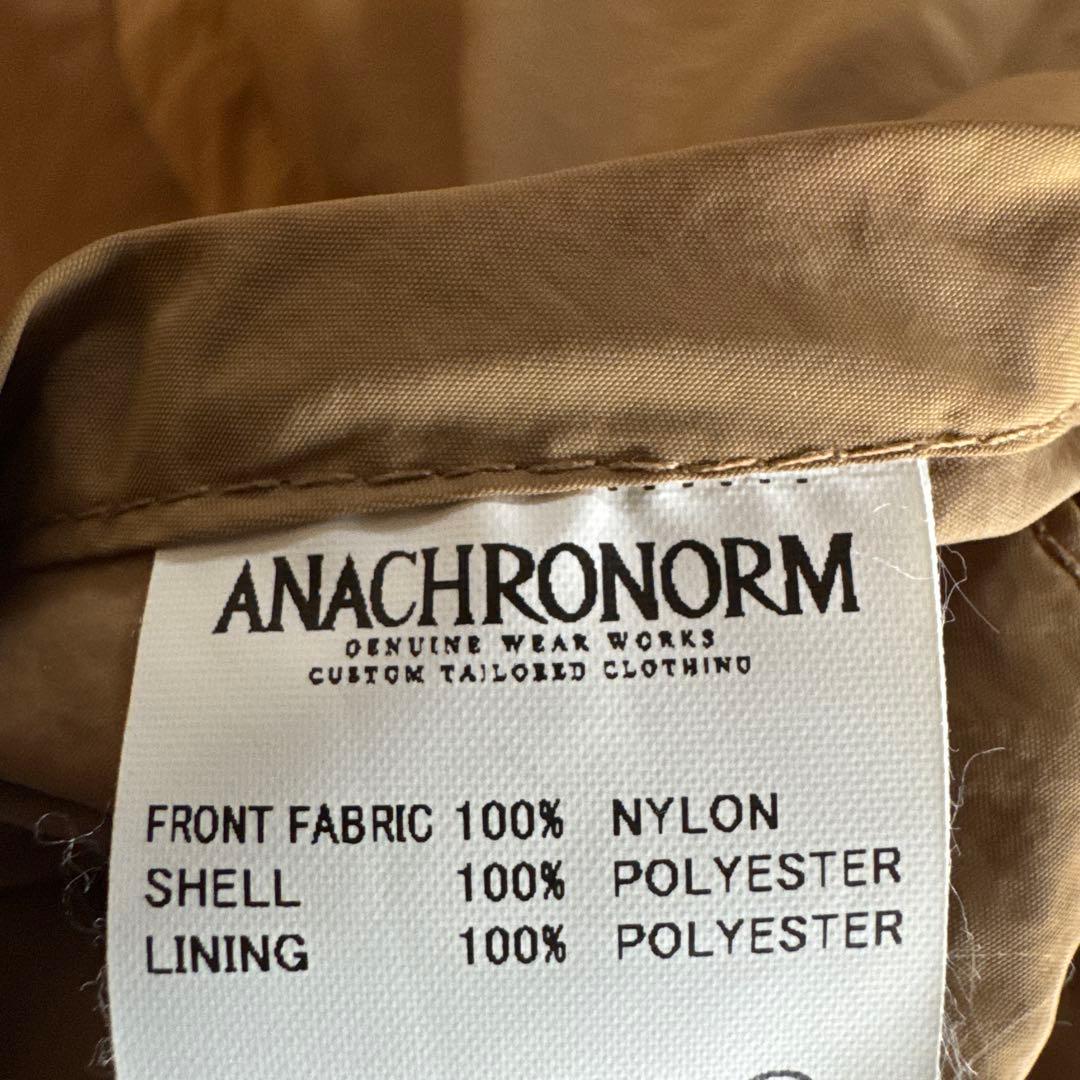 ANACHRONORM
GENUINE WEAR WORKS
CUSTOM TAILORED CLOTHING
FRONT FABRIC 100% NYLON
SHELL 100% POLYESTER
LINING 100% POLYESTER